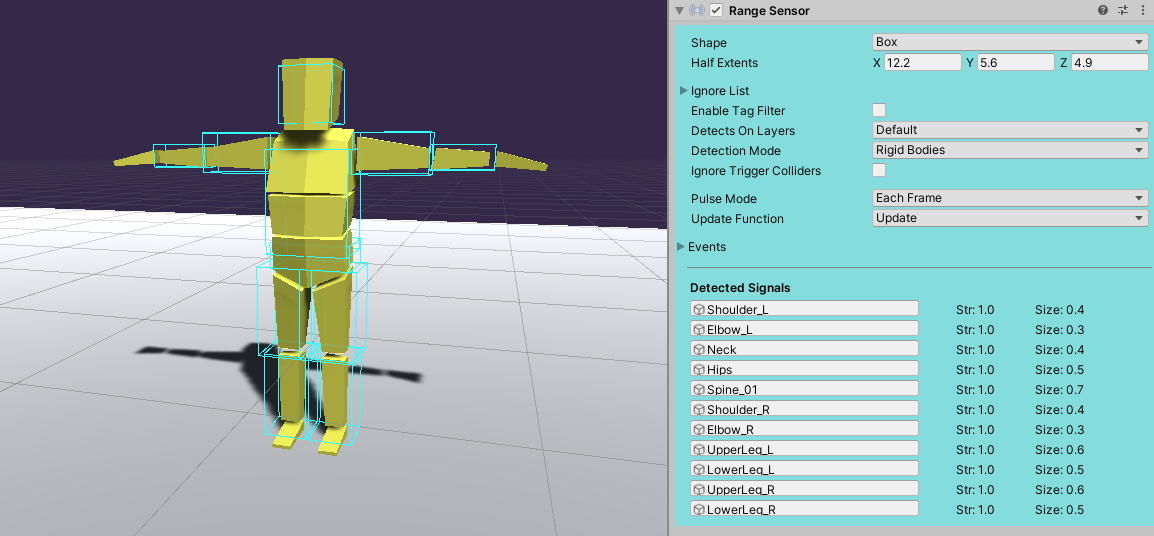 Range Sensor
Shape Box
Half Extents X 12.2 Y 5.6 Z 4.9
Ignore List
Enable Tag Filter
Detects On Layers Default
Detection Mode Rigid Bodies
Ignore Trigger Colliders
Pulse Mode Each Frame
Update Function Update
Events
Detected Signals
Shoulder_L Str: 1.0 Size: 0.4
Elbow_L Str: 1.0 Size: 0.3
Neck Str: 1.0 Size: 0.4
Hips Str: 1.0 Size: 0.5
Spine_01 Str: 1.0 Size: 0.7
Shoulder_R Str: 1.0 Size: 0.4
Elbow_R Str: 1.0 Size: 0.3
UpperLeg_L Str: 1.0 Size: 0.6
LowerLeg_L Str: 1.0 Size: 0.5
UpperLeg_R Str: 1.0 Size: 0.6
LowerLeg_R Str: 1.0 Size: 0.5